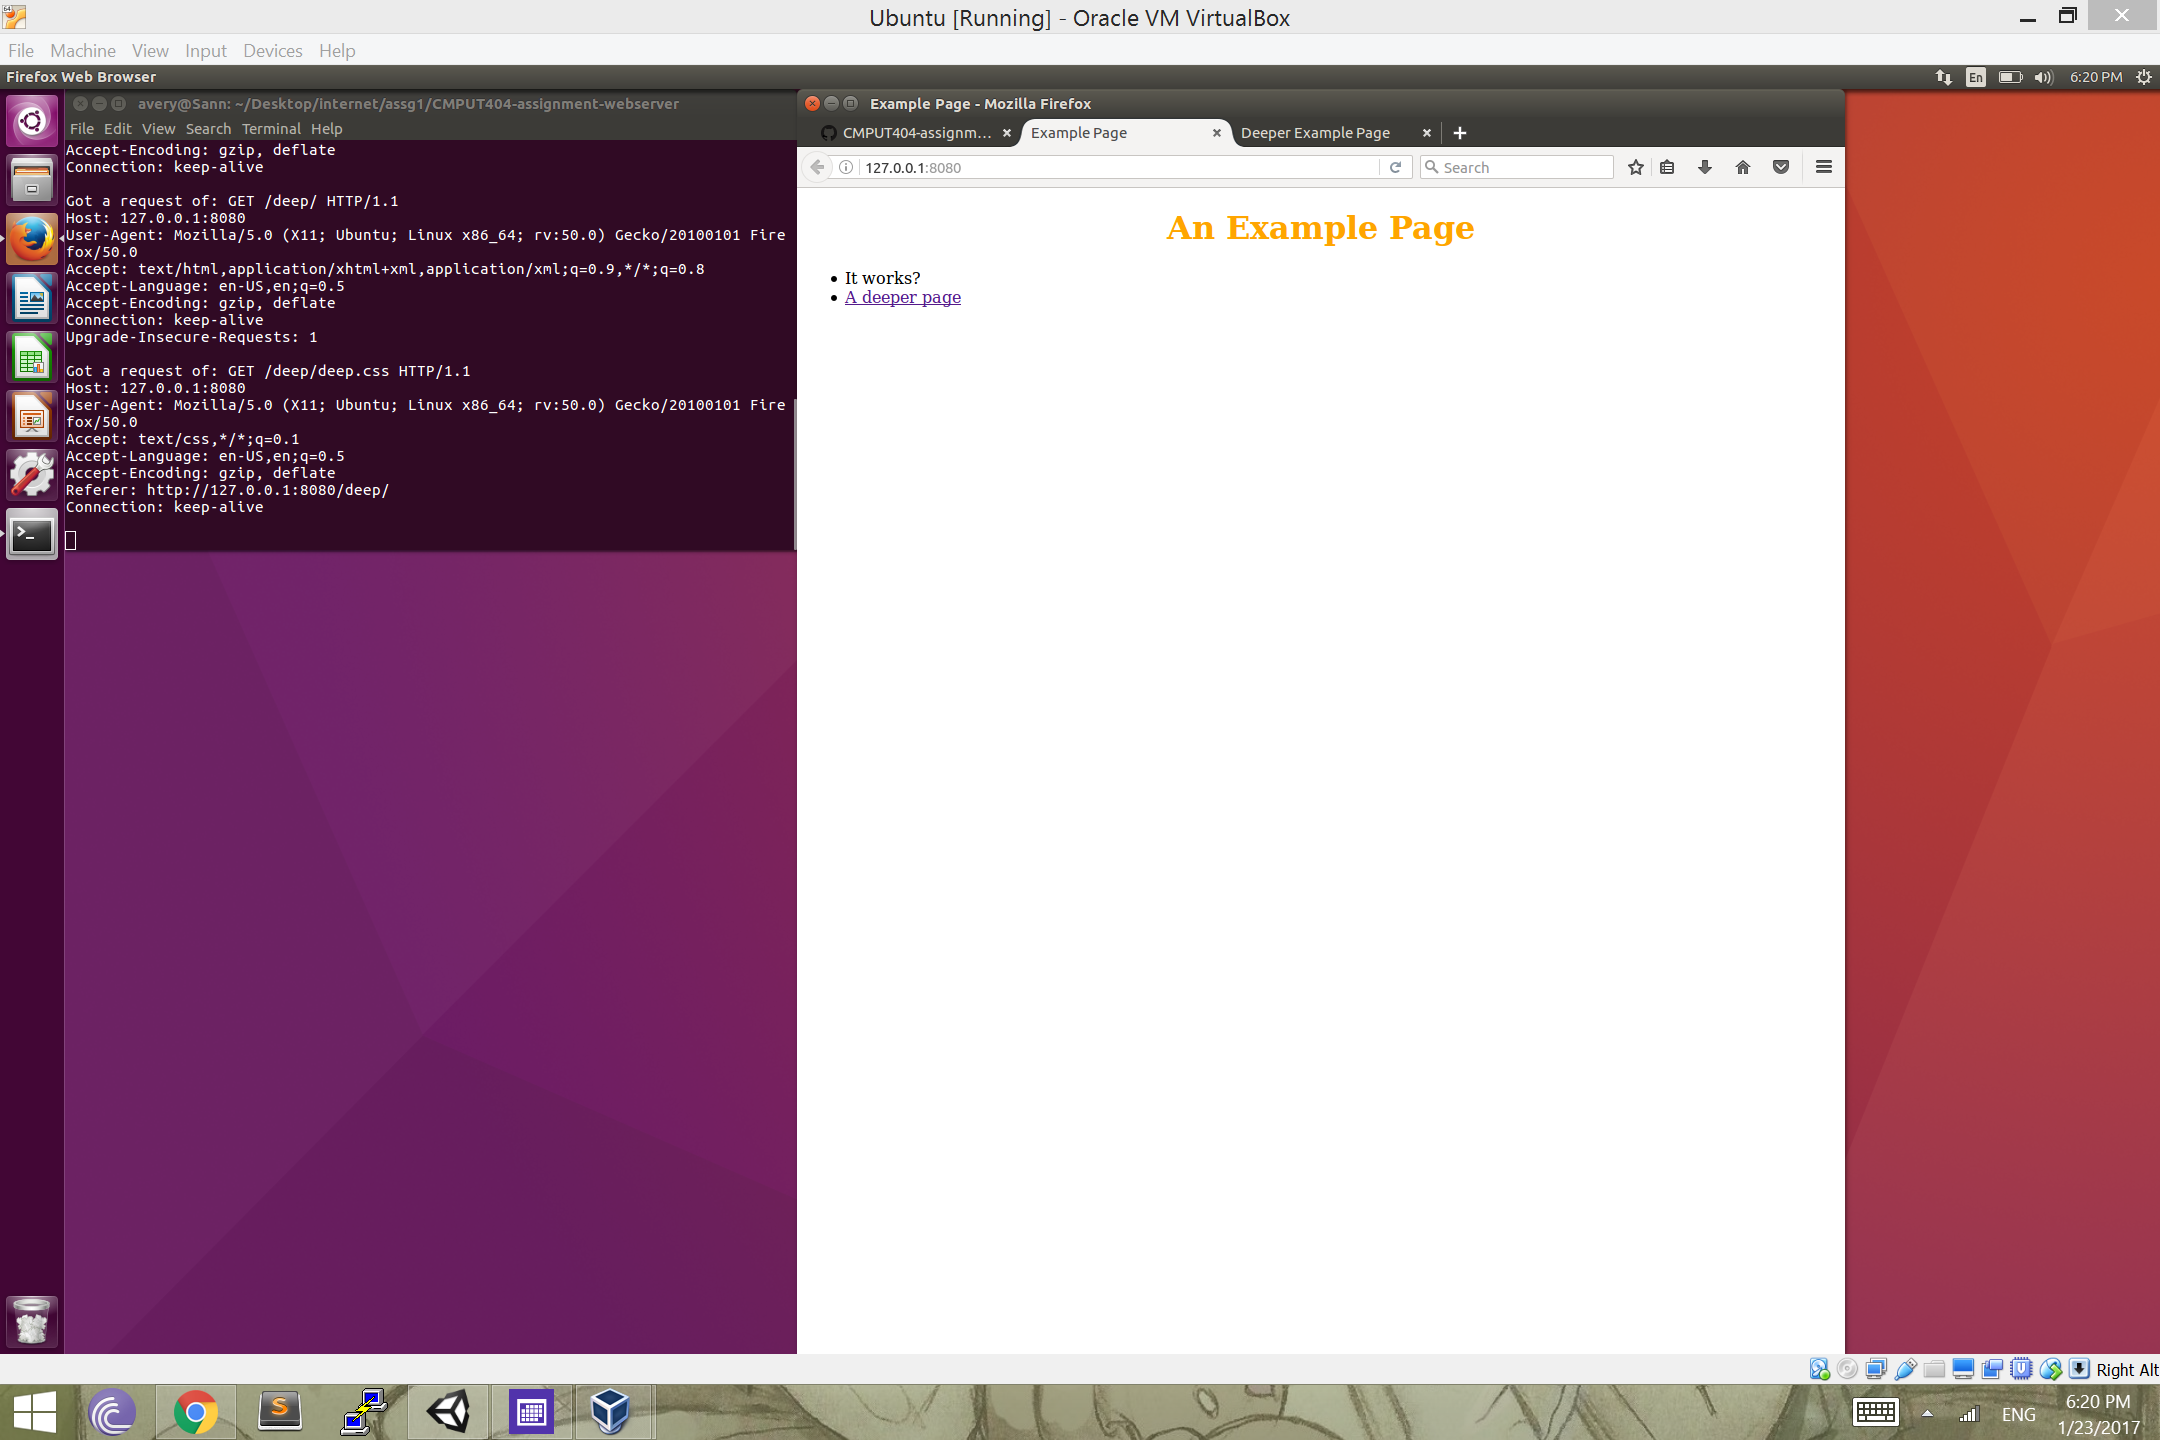 Ubuntu [Running] - Oracle VM VirtualBox
File Machine View Input Devices Help
Firefox Web Browser
En
6:20 PM
avery@Sann: ~/Desktop/internet/assg1/CMPUT404-assignment-webserver
File Edit View Search Terminal Help
Accept-Encoding: gzip, deflate
Connection: keep-alive
Got a request of: GET /deep/ HTTP/1.1
Host: 127.0.0.1:8080
User-Agent: Mozilla/5.0 (X11; Ubuntu; Linux x86_64; rv:50.0) Gecko/20100101 Fire
fox/50.0
Accept: text/html,application/xhtml+xml,application/xml;q=0.9,*/*;q=0.8
Accept-Language: en-US,en;q=0.5
Accept-Encoding: gzip, deflate
Connection: keep-alive
Upgrade-Insecure-Requests: 1
Got a request of: GET /deep/deep.css HTTP/1.1
Host: 127.0.0.1:8080
User-Agent: Mozilla/5.0 (X11; Ubuntu; Linux x86_64; rv:50.0) Gecko/20100101 Fire
fox/50.0
Accept: text/css,*/*;q=0.1
Accept-Language: en-US,en;q=0.5
Accept-Encoding: gzip, deflate
Referer: http://127.0.0.1:8080/deep/
Connection: keep-alive
Example Page - Mozilla Firefox
CMPUT404-assignm...
Example Page
Deeper Example Page
127.0.0.1:8080
Search
An Example Page
It works?
A deeper page
Right Alt
ENG
6:20 PM
1/23/2017